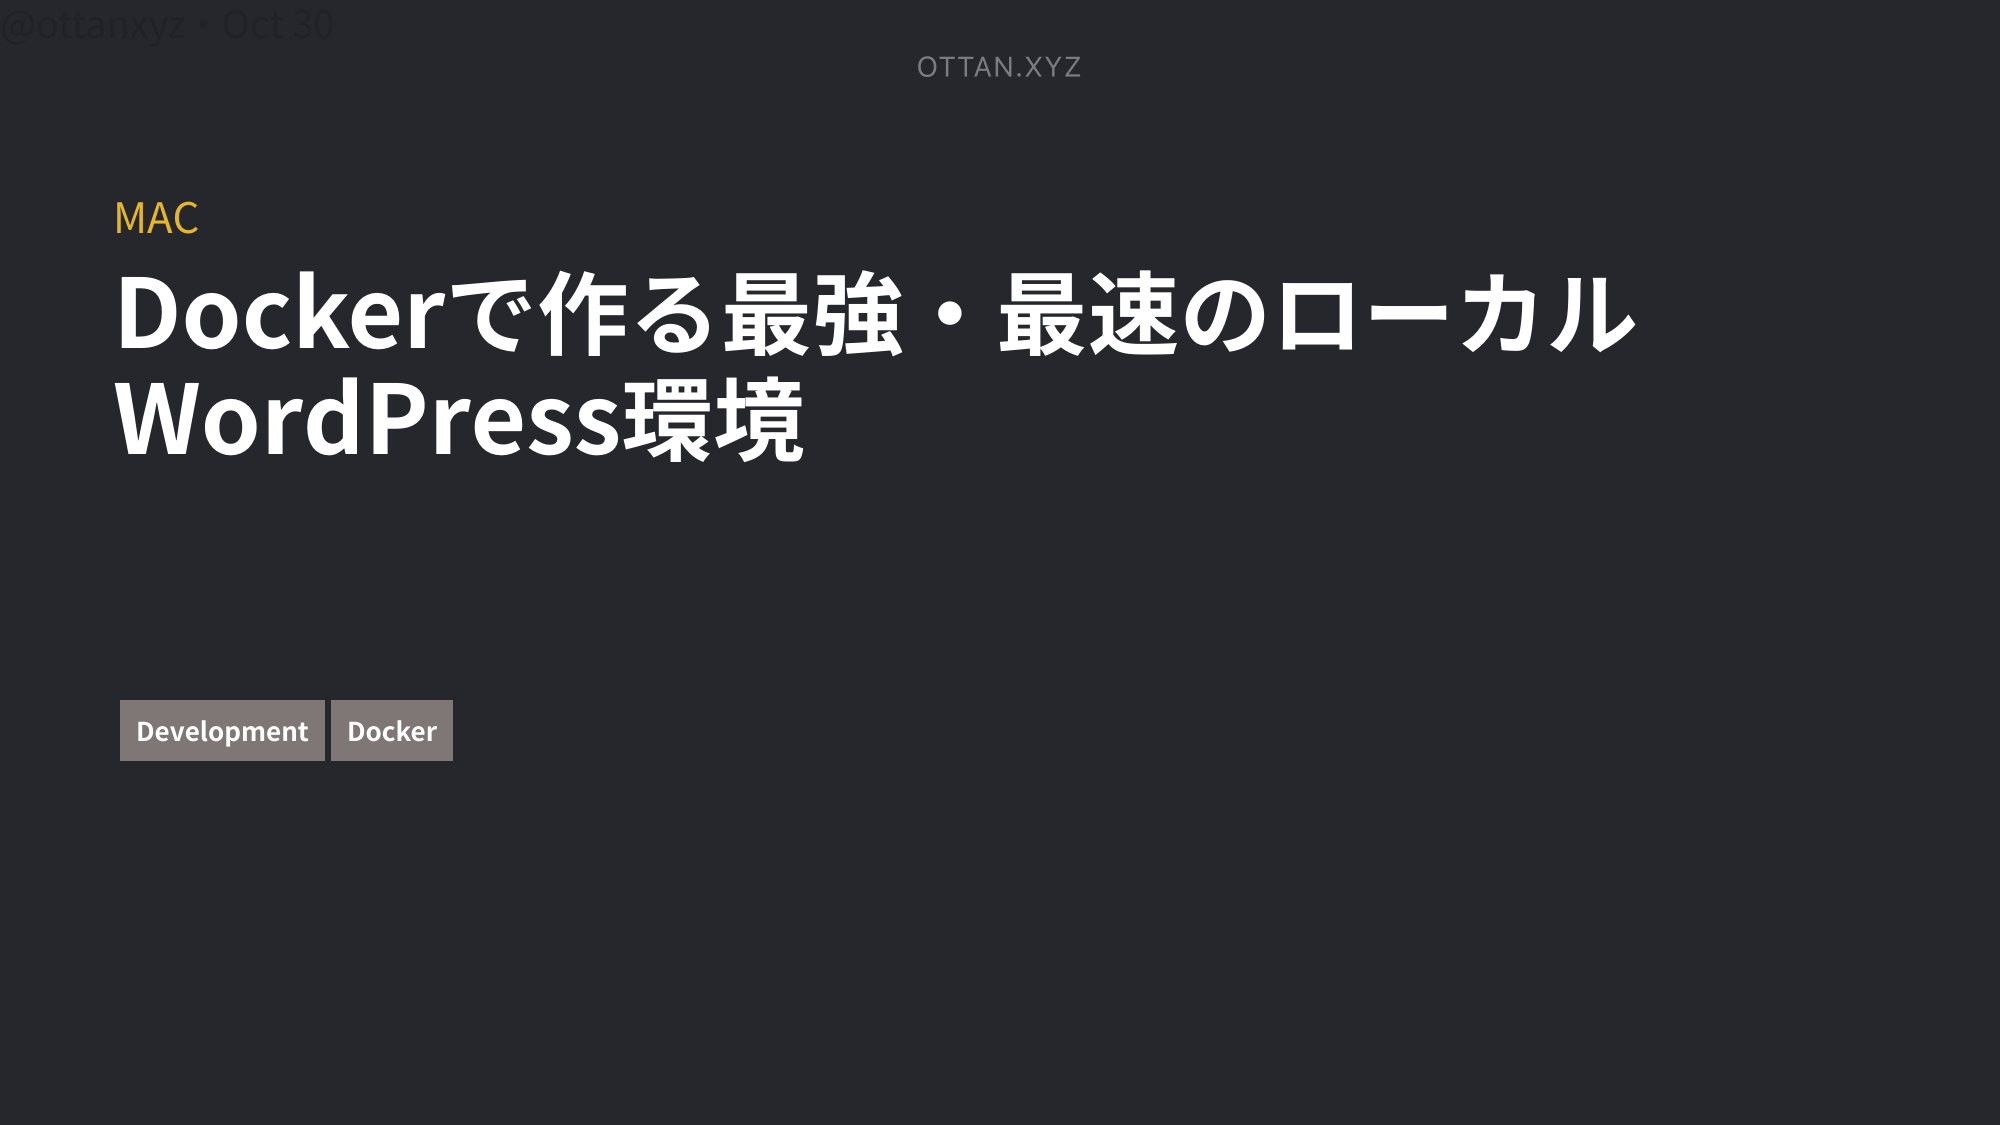 @ottanxyz・Oct 30
OTTAN.XYZ
MAC
Dockerで作る最強・最速のローカル
WordPress環境
Development Docker